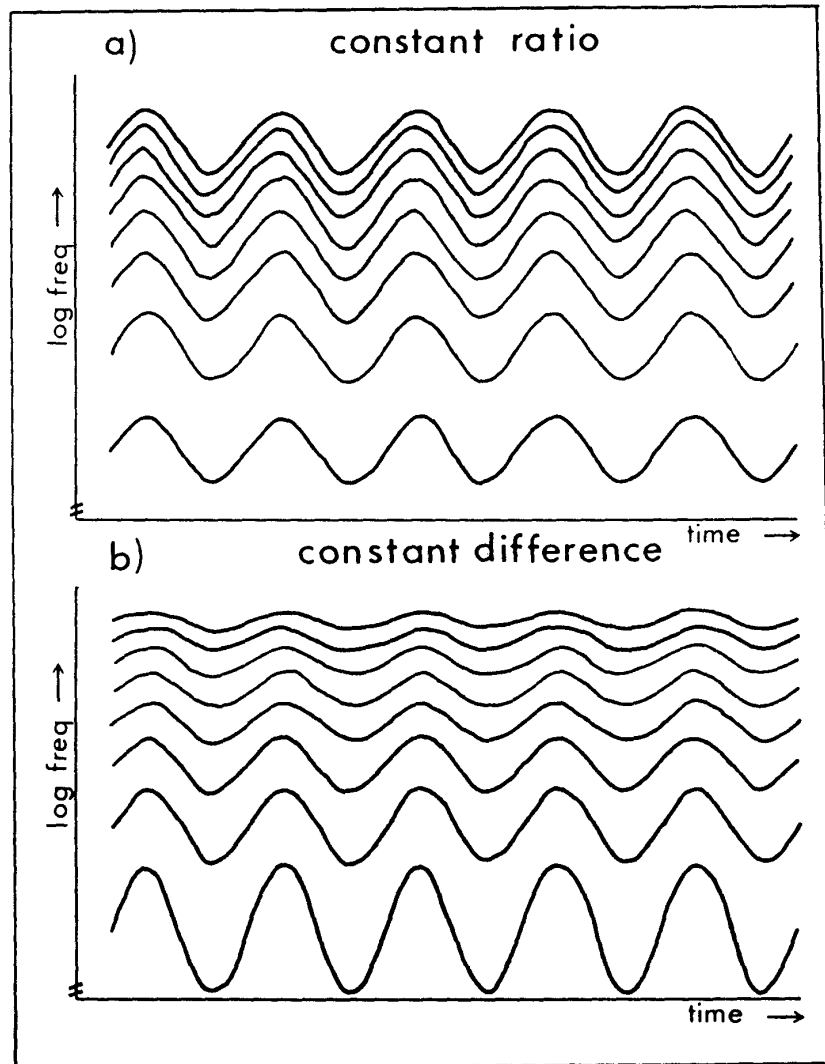 a) constant ratio
log freq →
time →
b) constant difference
log freq →
time →